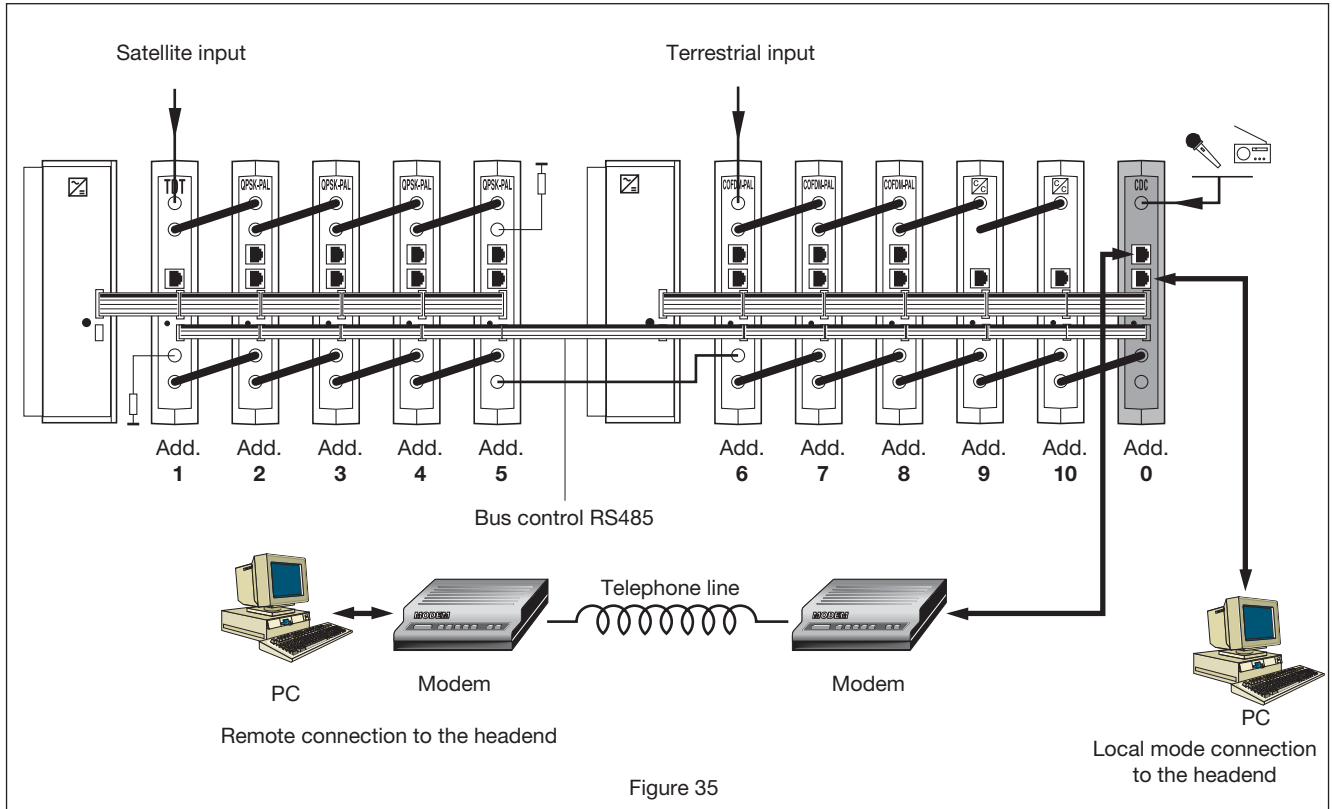 Satellite input
Terrestrial input
TDT
QPSK-PAL
QPSK-PAL
QPSK-PAL
QPSK-PAL
COFDM-PAL
COFDM-PAL
COFDM-PAL
C/C
C/C
CDC
Add.
1
Add.
2
Add.
3
Add.
4
Add.
5
Add.
6
Add.
7
Add.
8
Add.
9
Add.
10
Add.
0
Bus control RS485
Telephone line
MODEM
MODEM
PC
Modem
Modem
PC
Remote connection to the headend
Local mode connection
to the headend
Figure 35